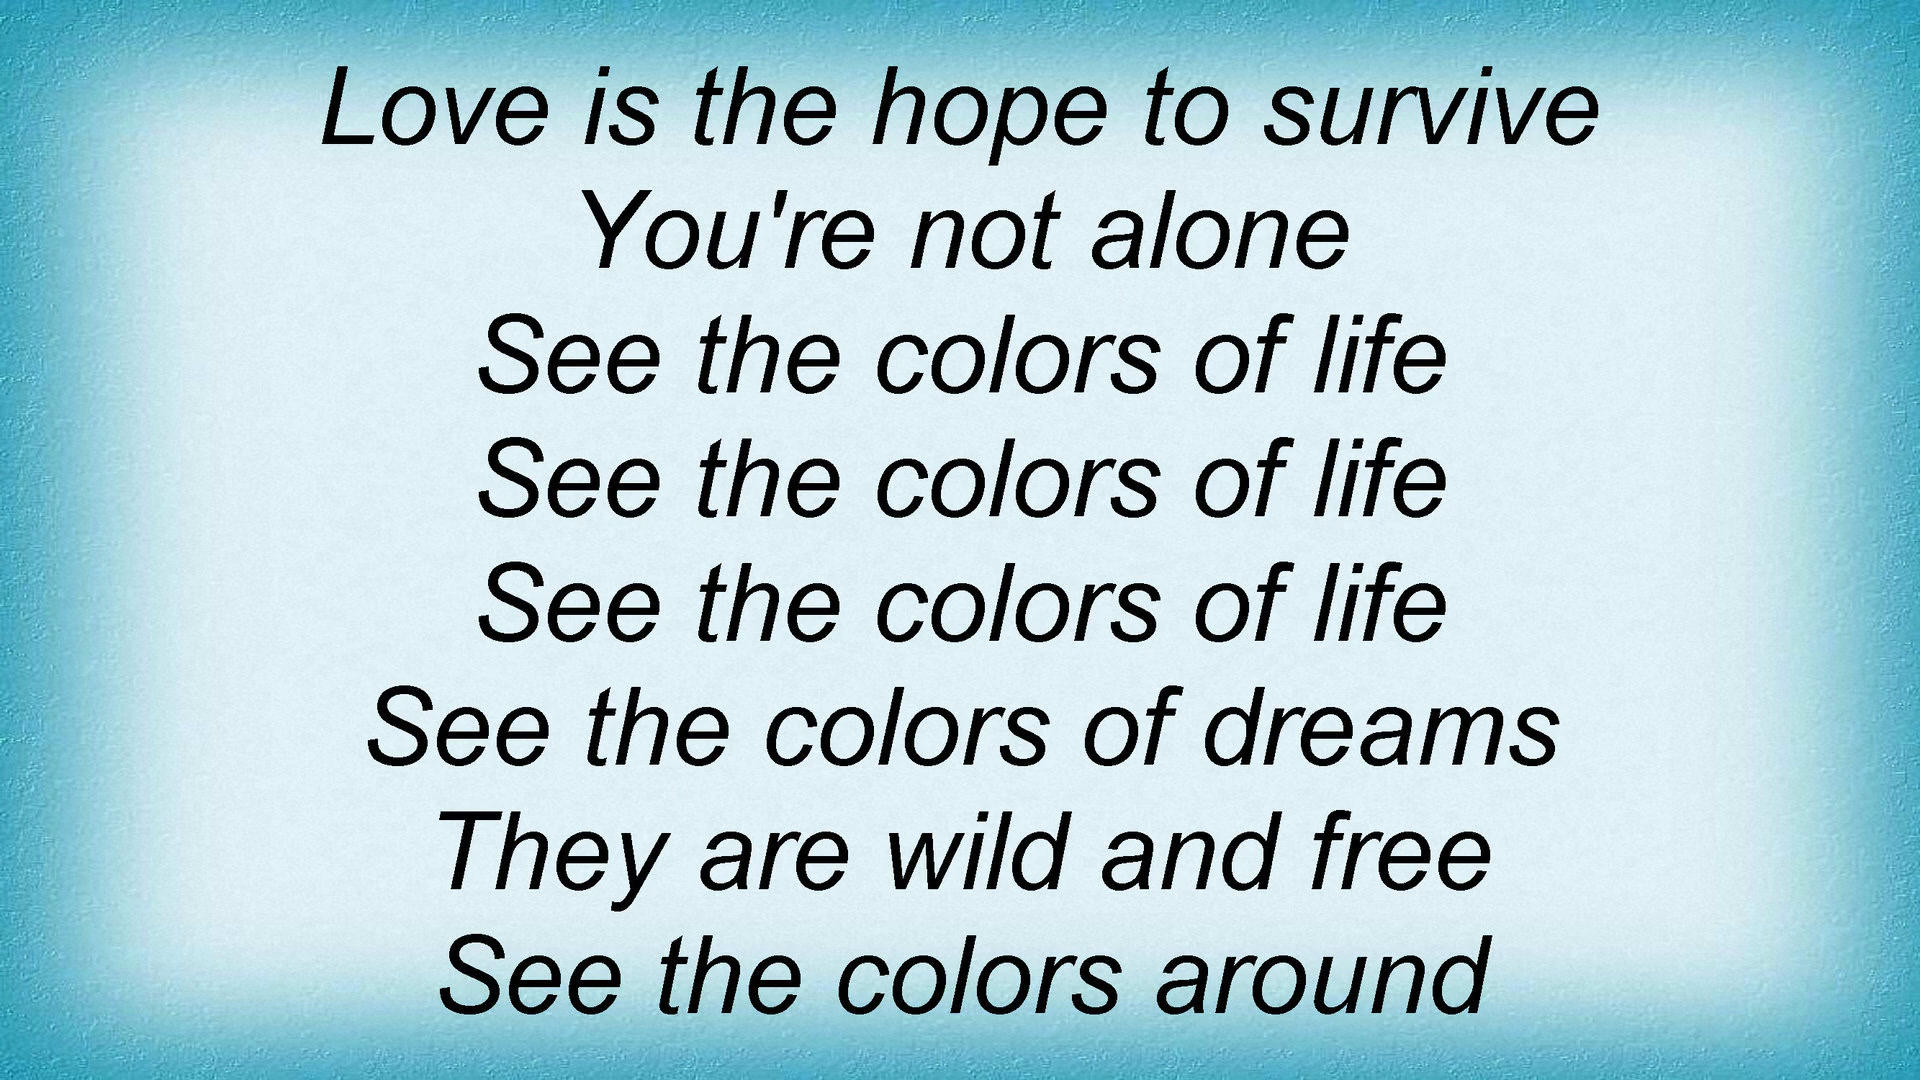 Love is the hope to survive
You're not alone
See the colors of life
See the colors of life
See the colors of life
See the colors of dreams
They are wild and free
See the colors around